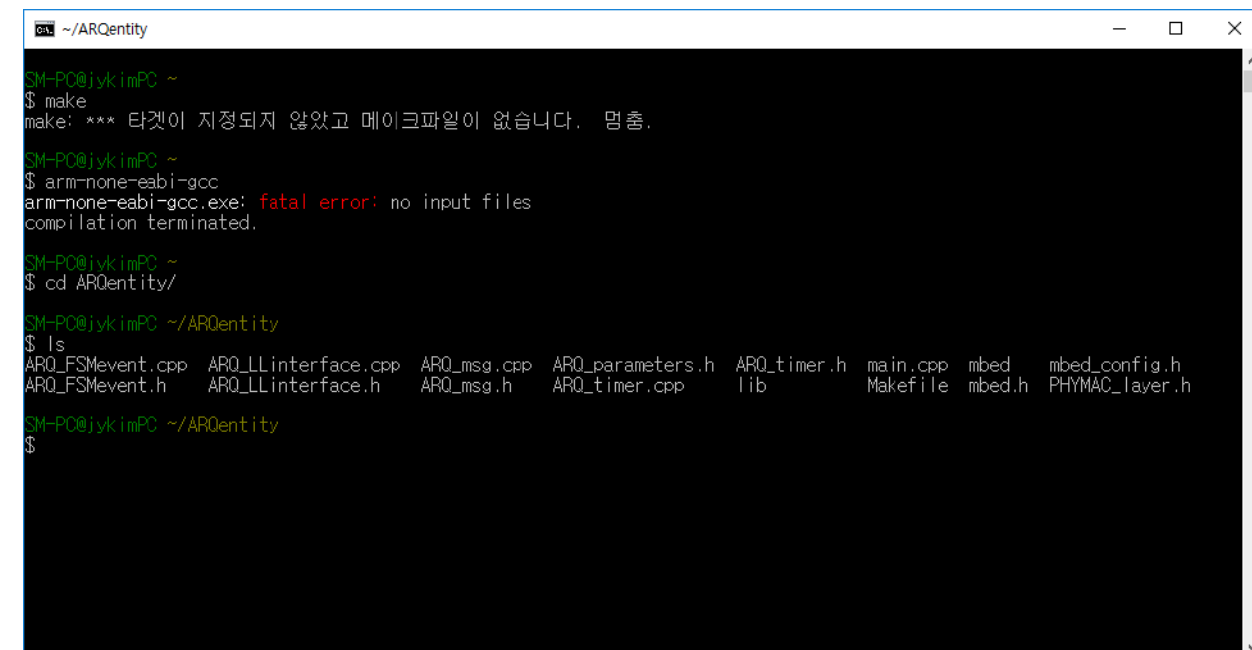 ~/ARQentity
SM-PC@jykimPC ~
$ make
make: *** 타겟이 지정되지 않았고 메이크파일이 없습니다.  멈춤.
SM-PC@jykimPC ~
$ arm-none-eabi-gcc
arm-none-eabi-gcc.exe: fatal error: no input files
compilation terminated.
SM-PC@jykimPC ~
$ cd ARQentity/
SM-PC@jykimPC ~/ARQentity
$ ls
ARQ_FSMevent.cpp  ARQ_LLinterface.cpp  ARQ_msg.cpp  ARQ_parameters.h  ARQ_timer.h  main.cpp  mbed    mbed_config.h
ARQ_FSMevent.h    ARQ_LLinterface.h    ARQ_msg.h    ARQ_timer.cpp     lib          Makefile  mbed.h  PHYMAC_layer.h
SM-PC@jykimPC ~/ARQentity
$